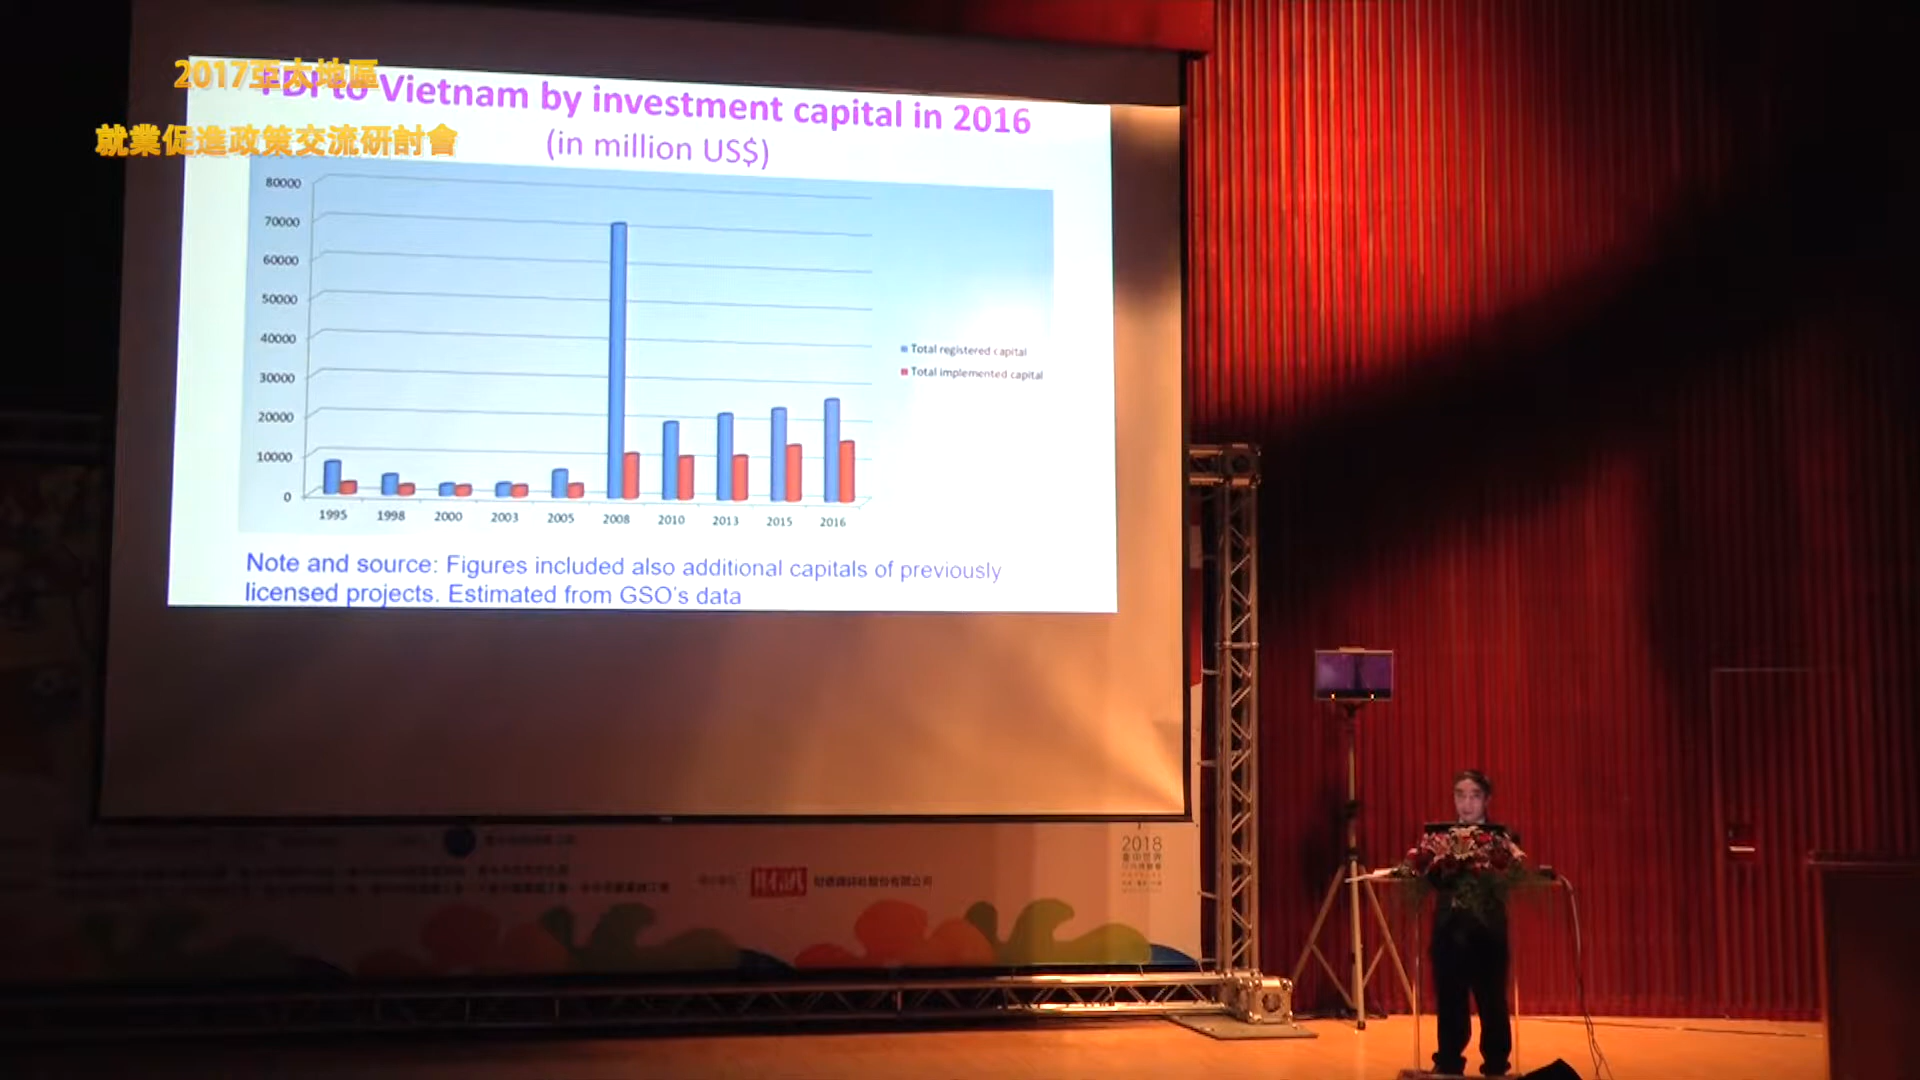 2017亞太地區
就業促進政策交流研討會
FDI to Vietnam by investment capital in 2016
(in million US$)
80000
70000
60000
50000
40000
30000
20000
10000
0
1995 1998 2000 2003 2005 2008 2010 2013 2015 2016
Total registered capital
Total implemented capital
Note and source: Figures included also additional capitals of previously
licensed projects. Estimated from GSO's data
2018
財訊